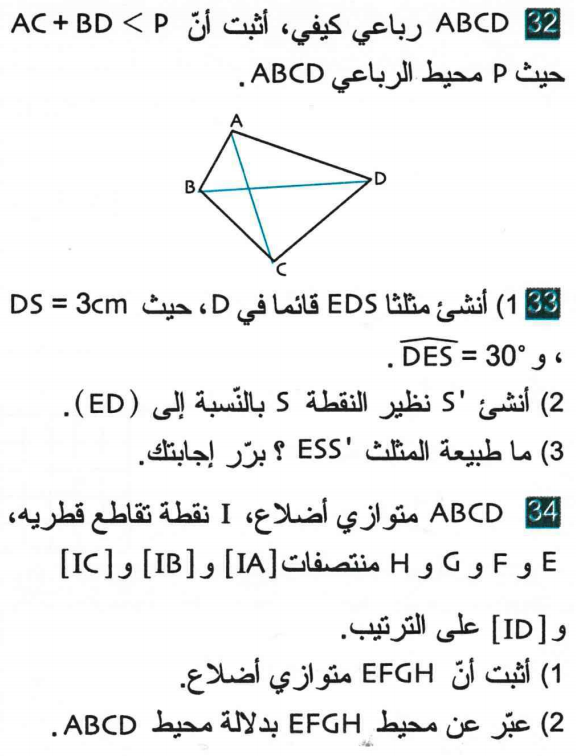 32 ABCD رباعي كيفي، أثبت أنّ AC + BD < P
حيث P محيط الرباعي ABCD .
A
B
D
C
33 1) أنشئ مثلثا EDS قائما في D، حيث DS = 3cm
، و DES = 30° .
2) أنشئ S' نظير النقطة S بالنّسبة إلى (ED).
3) ما طبيعة المثلث ESS' ؟ برّر إجابتك.
34 ABCD متوازي أضلاع، I نقطة تقاطع قطريه،
E و F و G و H منتصفات [IA] و [IB] و [IC]
و [ID] على الترتيب.
1) أثبت أنّ EFGH متوازي أضلاع.
2) عبّر عن محيط EFGH بدلالة محيط ABCD .